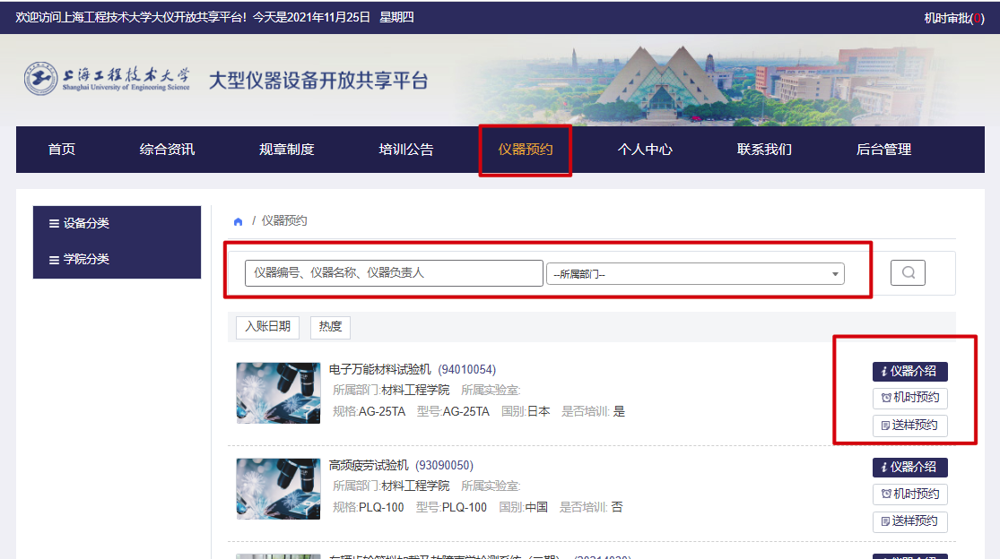 欢迎访问上海工程技术大学大仪开放共享平台！今天是2021年11月25日 星期四 机时审批(0)
上海工程技术大学 大型仪器设备开放共享平台
Shanghai University of Engineering Science
首页 综合资讯 规章制度 培训公告 仪器预约 个人中心 联系我们 后台管理
设备分类
学院分类
/ 仪器预约
仪器编号、仪器名称、仪器负责人 --所属部门--
入账日期 热度
电子万能材料试验机 (94010054)
所属部门:材料工程学院 所属实验室:
规格:AG-25TA 型号:AG-25TA 国别:日本 是否培训: 是
仪器介绍
机时预约
送样预约
高频疲劳试验机 (93090050)
所属部门:材料工程学院 所属实验室:
规格:PLQ-100 型号:PLQ-100 国别:中国 是否培训: 否
仪器介绍
机时预约
送样预约